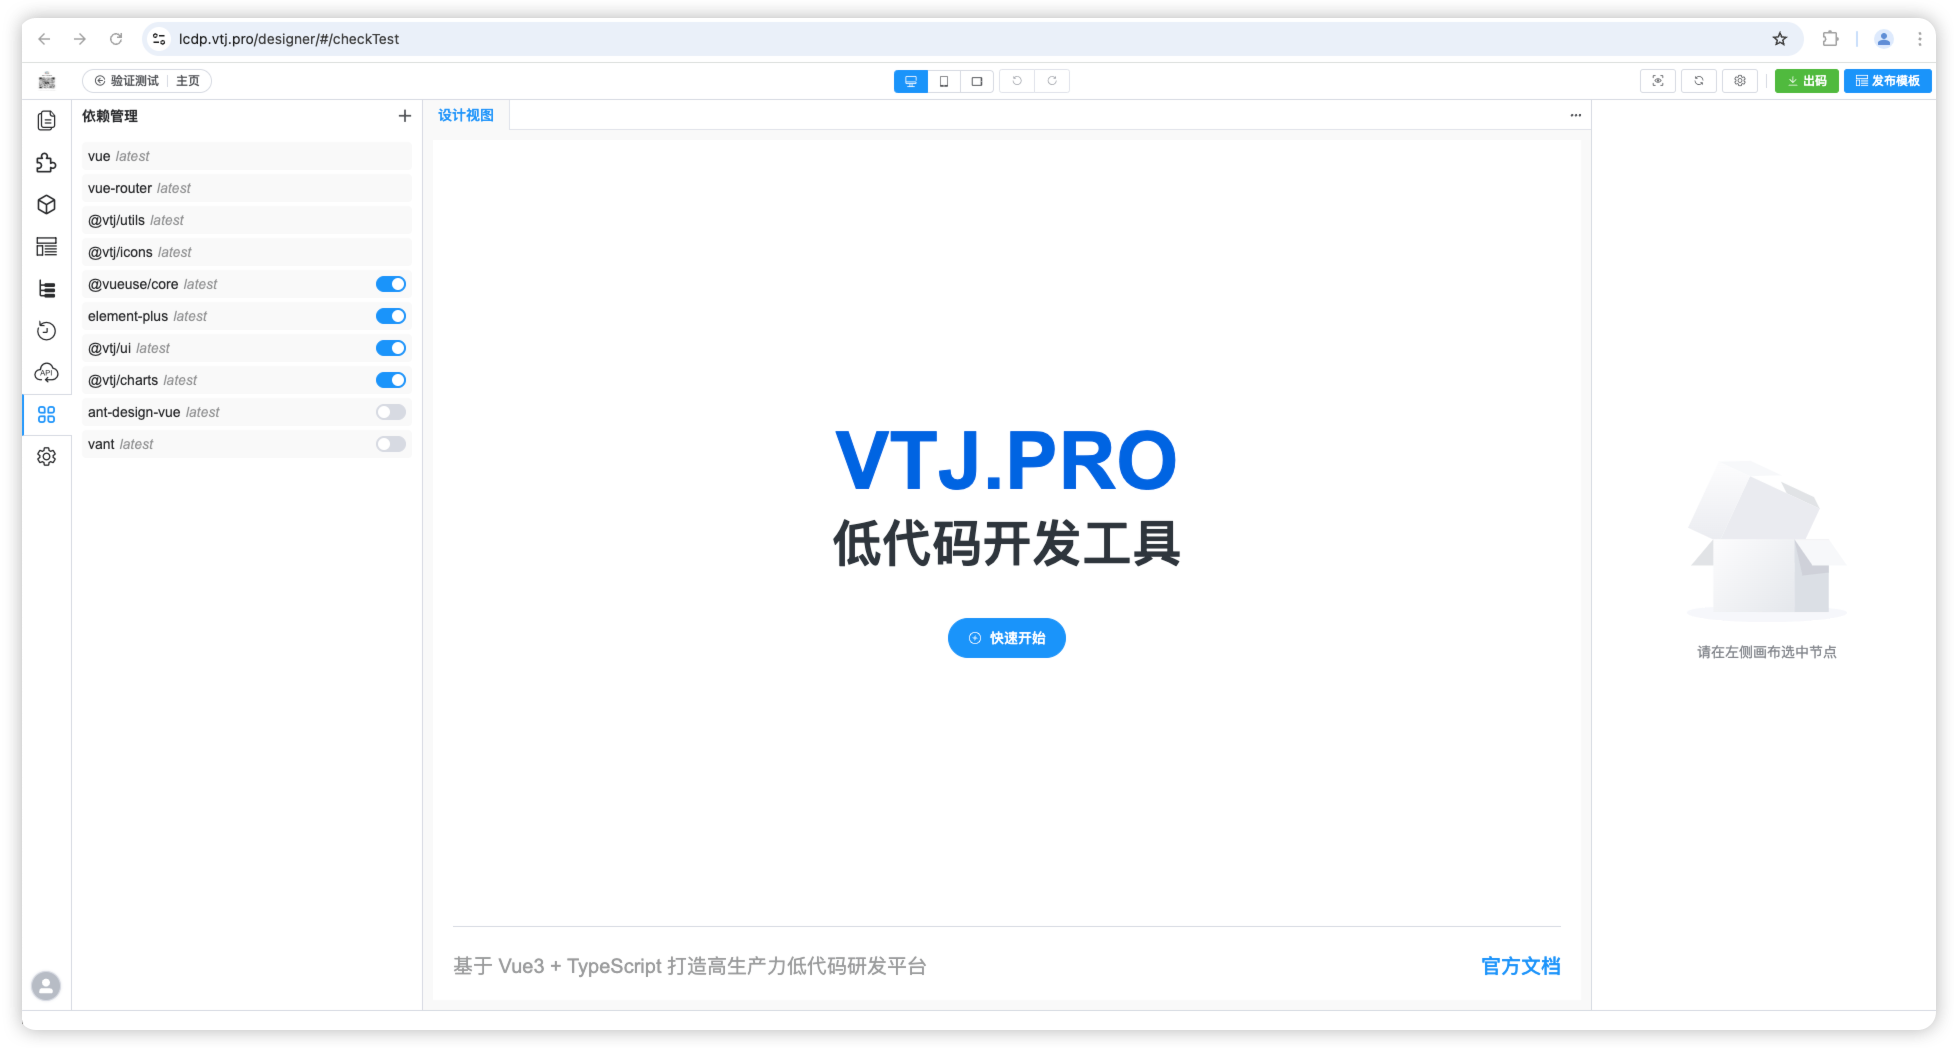 lcdp.vtj.pro/designer/#/checkTest
验证测试 主页
出码
发布模板
依赖管理
设计视图
vue latest
vue-router latest
@vtj/utils latest
@vtj/icons latest
@vueuse/core latest
element-plus latest
@vtj/ui latest
@vtj/charts latest
ant-design-vue latest
vant latest
API
VTJ.PRO
低代码开发工具
快速开始
请在左侧画布选中节点
基于 Vue3 + TypeScript 打造高生产力低代码研发平台
官方文档